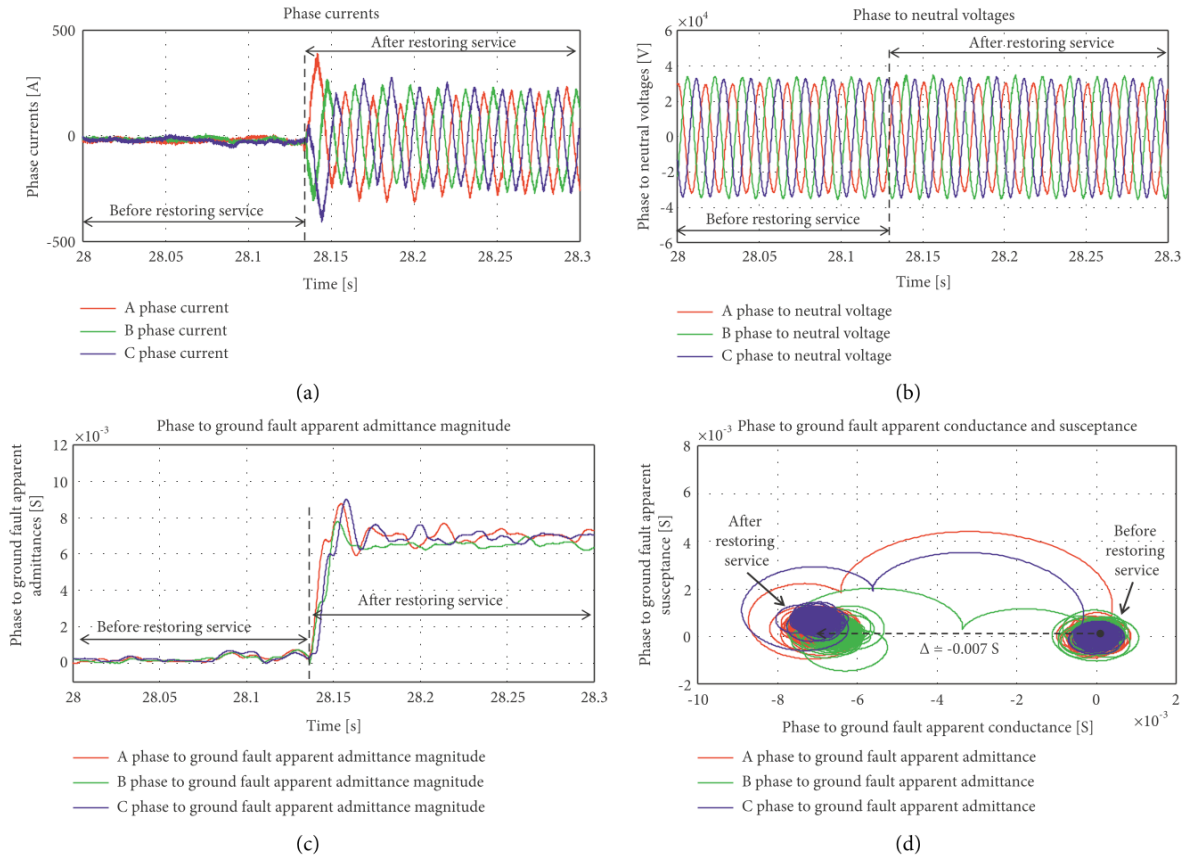 Phase currents
500
After restoring service
Phase currents [A]
0
Before restoring service
-500
28
28.05
28.1
28.15
28.2
28.25
28.3
Time [s]
A phase current
B phase current
C phase current
(a)
Phase to neutral voltages
×10⁴
6
After restoring service
4
2
Phase to neutral voltages [V]
0
-2
-4
Before restoring service
-6
28
28.05
28.1
28.15
28.2
28.25
28.3
Time [s]
A phase to neutral voltage
B phase to neutral voltage
C phase to neutral voltage
(b)
Phase to ground fault apparent admittance magnitude
×10⁻³
12
10
8
Phase to ground fault apparent
admittances [S]
6
4
After restoring service
2
Before restoring service
0
28
28.05
28.1
28.15
28.2
28.25
28.3
Time [s]
A phase to ground fault apparent admittance magnitude
B phase to ground fault apparent admittance magnitude
C phase to ground fault apparent admittance magnitude
(c)
Phase to ground fault apparent conductance and susceptance
×10⁻³
8
6
Phase to ground fault apparent
susceptance [S]
4
After
restoring
service
Before
restoring
service
2
0
Δ ≐ -0.007 S
-2
-10
-8
-6
-4
-2
0
2
Phase to ground fault apparent conductance [S]
×10⁻³
A phase to ground fault apparent admittance
B phase to ground fault apparent admittance
C phase to ground fault apparent admittance
(d)